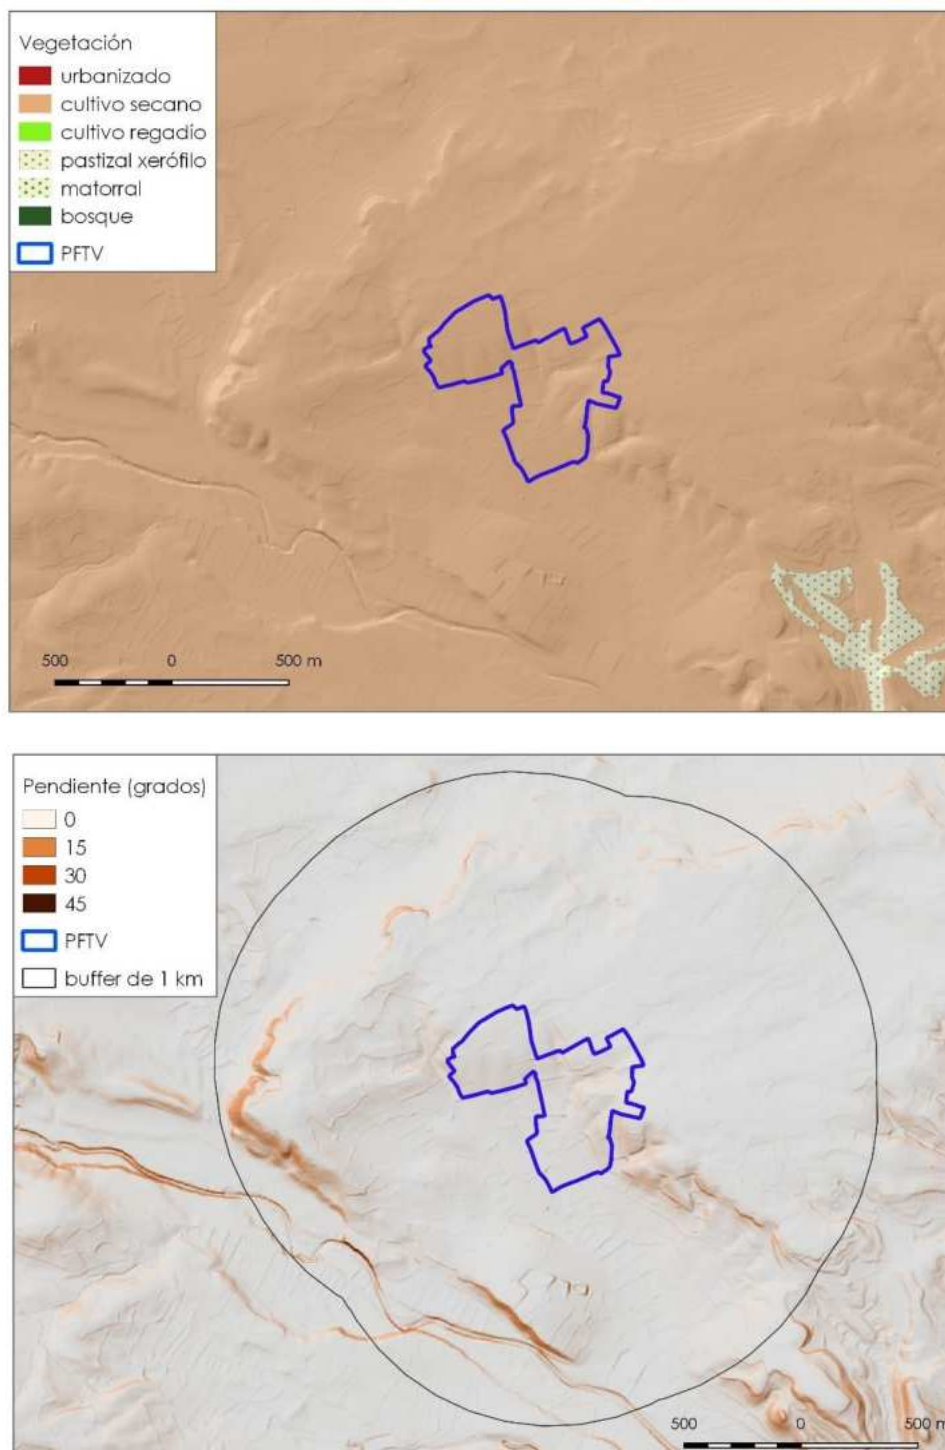 Vegetación
urbanizado
cultivo secano
cultivo regadío
pastizal xerófilo
matorral
bosque
PFTV
500 0 500 m
Pendiente (grados)
0
15
30
45
PFTV
buffer de 1 km
500 0 500 m